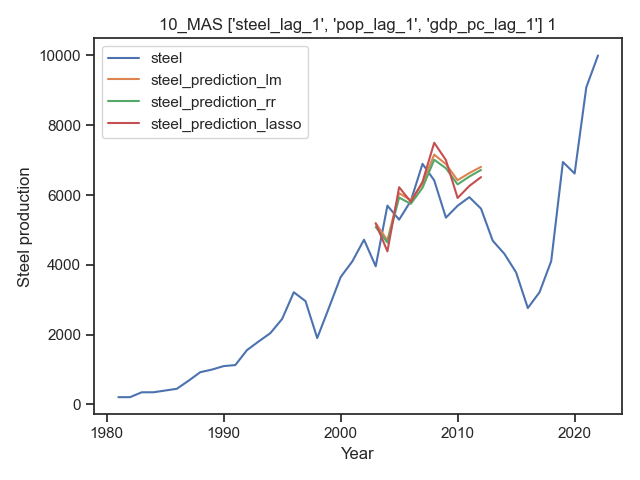 10_MAS ['steel_lag_1', 'pop_lag_1', 'gdp_pc_lag_1'] 1
steel
steel_prediction_lm
steel_prediction_rr
steel_prediction_lasso
10000
8000
6000
4000
2000
0
Steel production
1980
1990
2000
2010
2020
Year